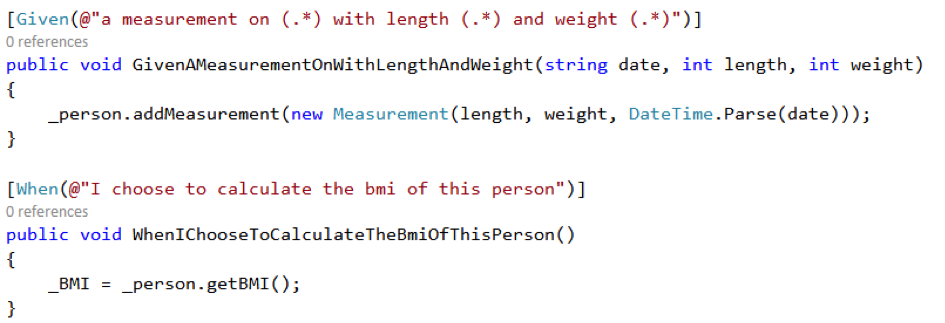 [Given(@"a measurement on (.*) with length (.*) and weight (.*)")]
0 references
public void GivenAMeasurementOnWithLengthAndWeight(string date, int length, int weight)
{
    _person.addMeasurement(new Measurement(length, weight, DateTime.Parse(date)));
}

[When(@"I choose to calculate the bmi of this person")]
0 references
public void WhenIChooseToCalculateTheBmiOfThisPerson()
{
    _BMI = _person.getBMI();
}